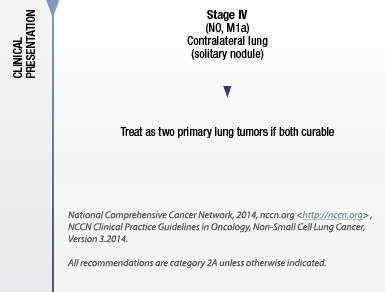 CLINICAL
PRESENTATION
Stage IV
(N0, M1a)
Contralateral lung
(solitary nodule)
Treat as two primary lung tumors if both curable
National Comprehensive Cancer Network, 2014, nccn.org <http://nccn.org> ,
NCCN Clinical Practice Guidelines in Oncology, Non-Small Cell Lung Cancer,
Version 3.2014.
All recommendations are category 2A unless otherwise indicated.